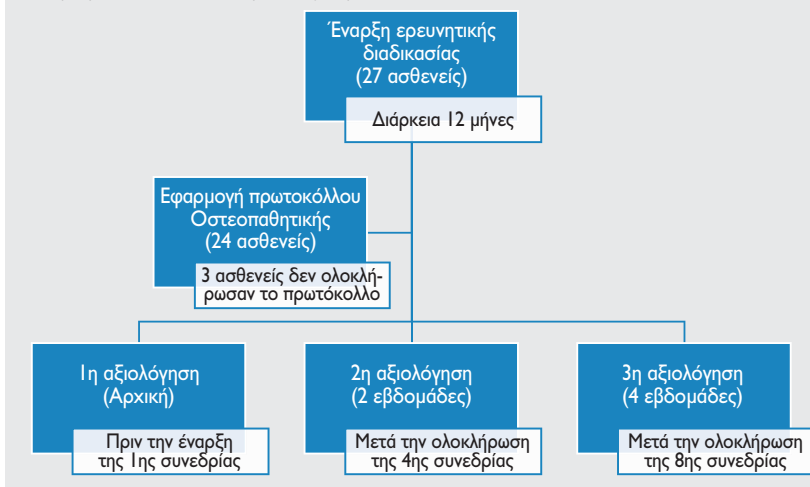 Έναρξη ερευνητικής
διαδικασίας
(27 ασθενείς)
Διάρκεια 12 μήνες
Εφαρμογή πρωτοκόλλου
Οστεοπαθητικής
(24 ασθενείς)
3 ασθενείς δεν ολοκλή-
ρωσαν το πρωτόκολλο
1η αξιολόγηση
(Αρχική)
Πριν την έναρξη
της 1ης συνεδρίας
2η αξιολόγηση
(2 εβδομάδες)
Μετά την ολοκλήρωση
της 4ης συνεδρίας
3η αξιολόγηση
(4 εβδομάδες)
Μετά την ολοκλήρωση
της 8ης συνεδρίας